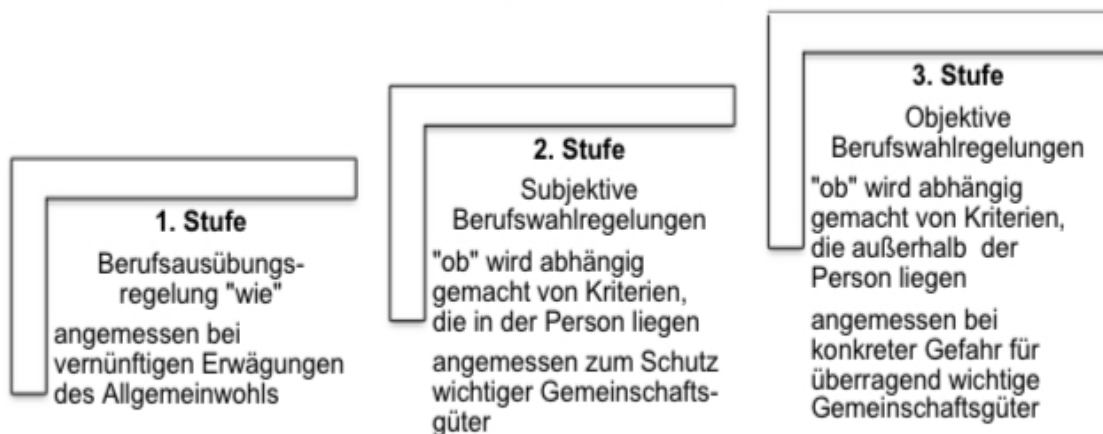 1. Stufe
Berufsausübungs-
regelung "wie"
angemessen bei
vernünftigen Erwägungen
des Allgemeinwohls
2. Stufe
Subjektive
Berufswahlregelungen
"ob" wird abhängig
gemacht von Kriterien,
die in der Person liegen
angemessen zum Schutz
wichtiger Gemeinschafts-
güter
3. Stufe
Objektive
Berufswahlregelungen
"ob" wird abhängig
gemacht von Kriterien,
die außerhalb der
Person liegen
angemessen bei
konkreter Gefahr für
überragend wichtige
Gemeinschaftsgüter